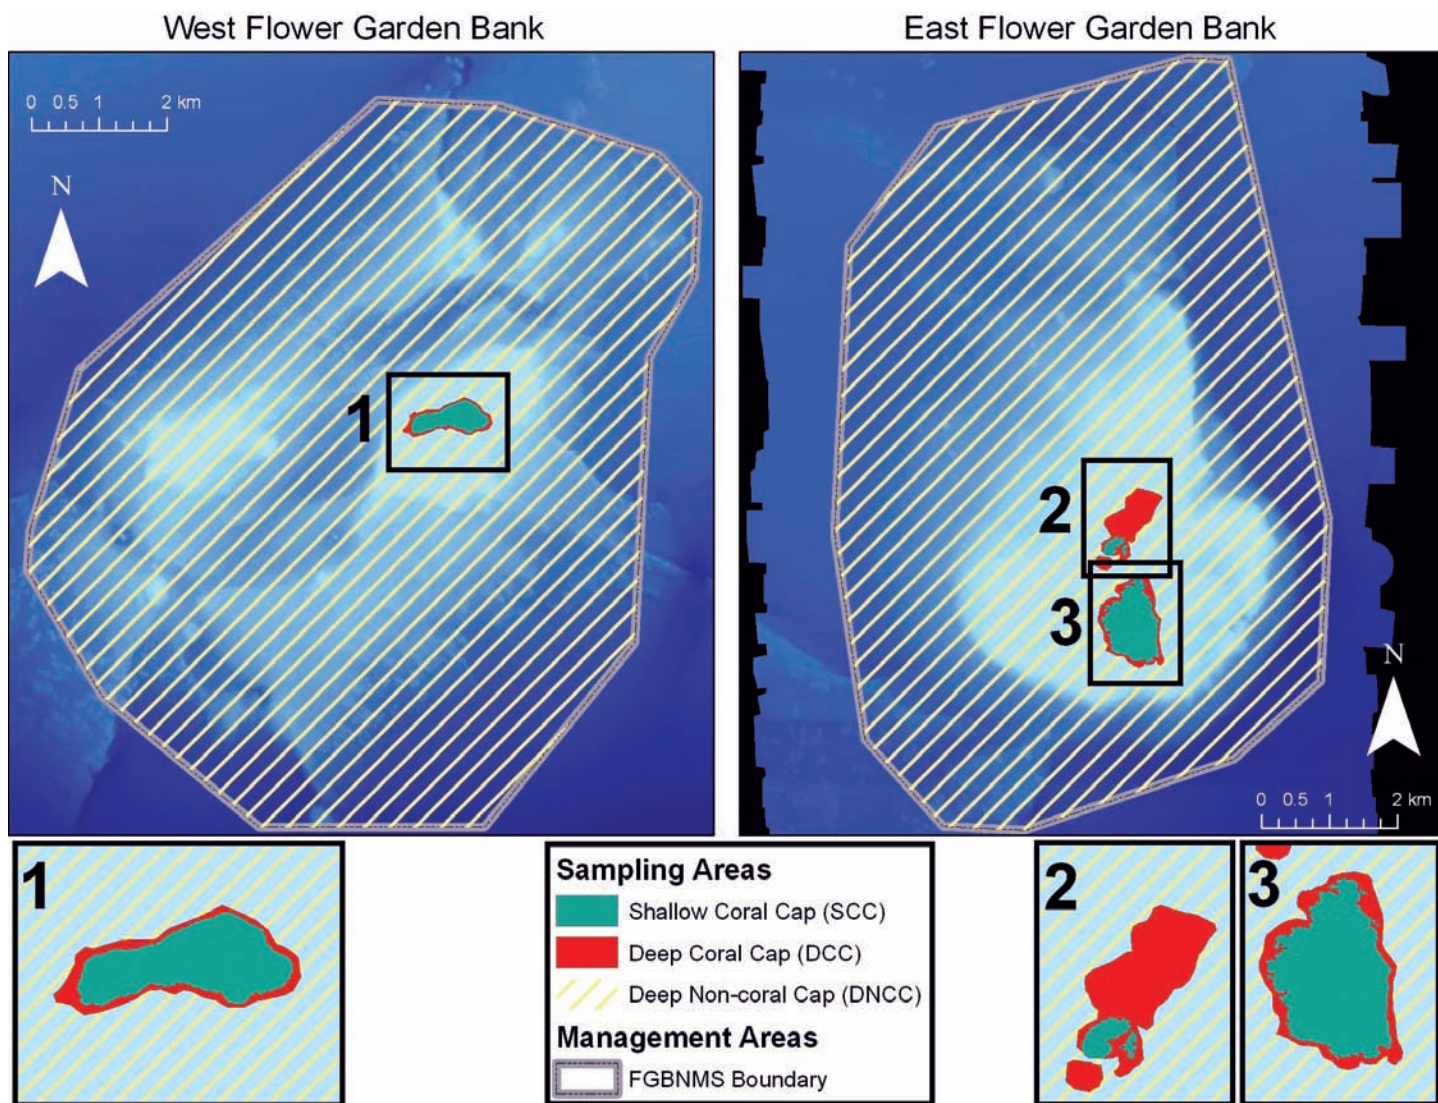 West Flower Garden Bank
East Flower Garden Bank
0 0.5 1 2 km
N
1
2
3
N
0 0.5 1 2 km
1
Sampling Areas
Shallow Coral Cap (SCC)
Deep Coral Cap (DCC)
Deep Non-coral Cap (DNCC)
Management Areas
FGBNMS Boundary
2
3